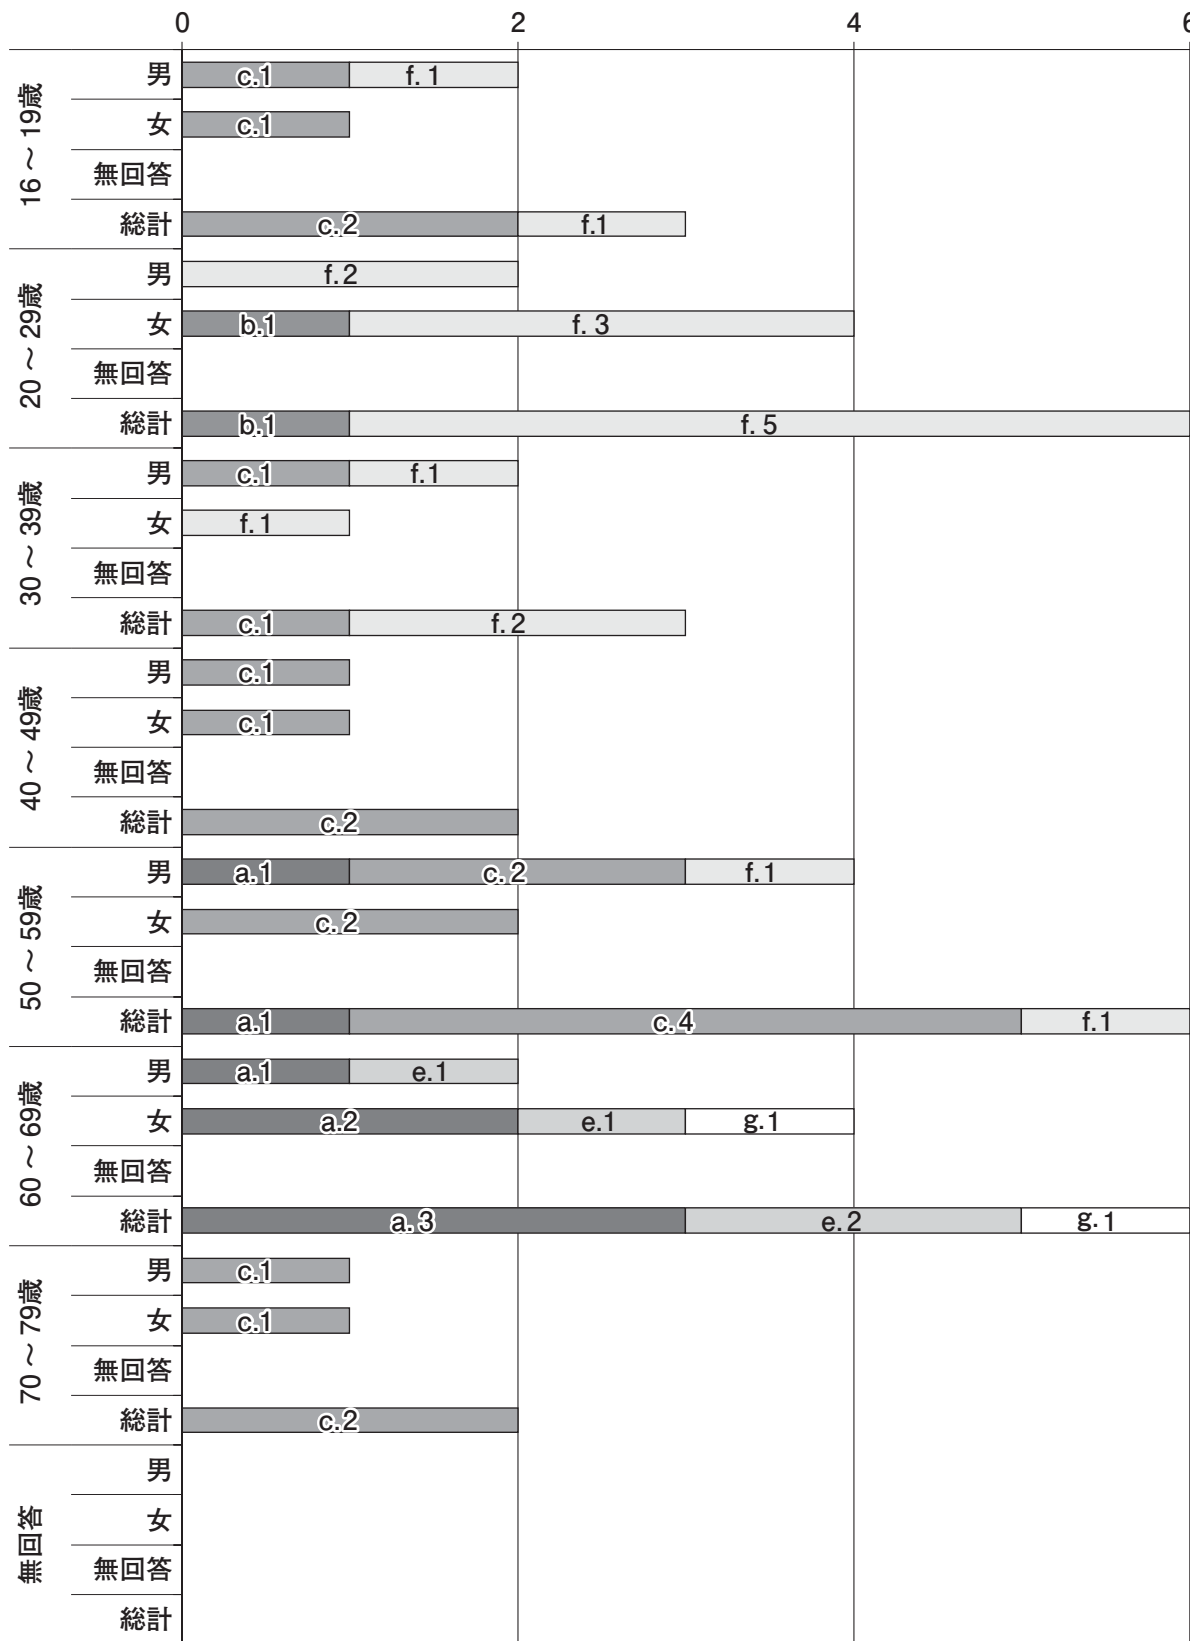 0 2 4 6
16～19歳
男 c.1 f.1
女 c.1
無回答
総計 c.2 f.1
20～29歳
男 f.2
女 b.1 f.3
無回答
総計 b.1 f.5
30～39歳
男 c.1 f.1
女 f.1
無回答
総計 c.1 f.2
40～49歳
男 c.1
女 c.1
無回答
総計 c.2
50～59歳
男 a.1 c.2 f.1
女 c.2
無回答
総計 a.1 c.4 f.1
60～69歳
男 a.1 e.1
女 a.2 e.1 g.1
無回答
総計 a.3 e.2 g.1
70～79歳
男 c.1
女 c.1
無回答
総計 c.2
無回答
男
女
無回答
総計